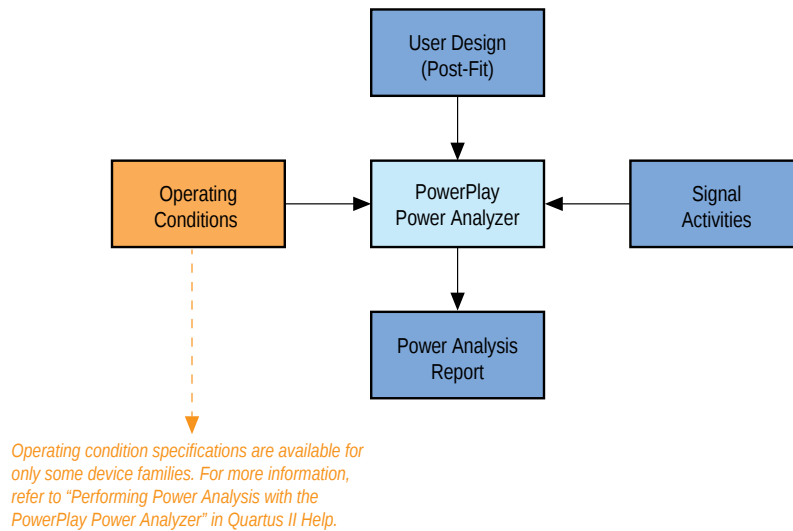 User Design
(Post-Fit)
Operating
Conditions
PowerPlay
Power Analyzer
Signal
Activities
Power Analysis
Report
Operating condition specifications are available for
only some device families. For more information,
refer to “Performing Power Analysis with the
PowerPlay Power Analyzer” in Quartus II Help.